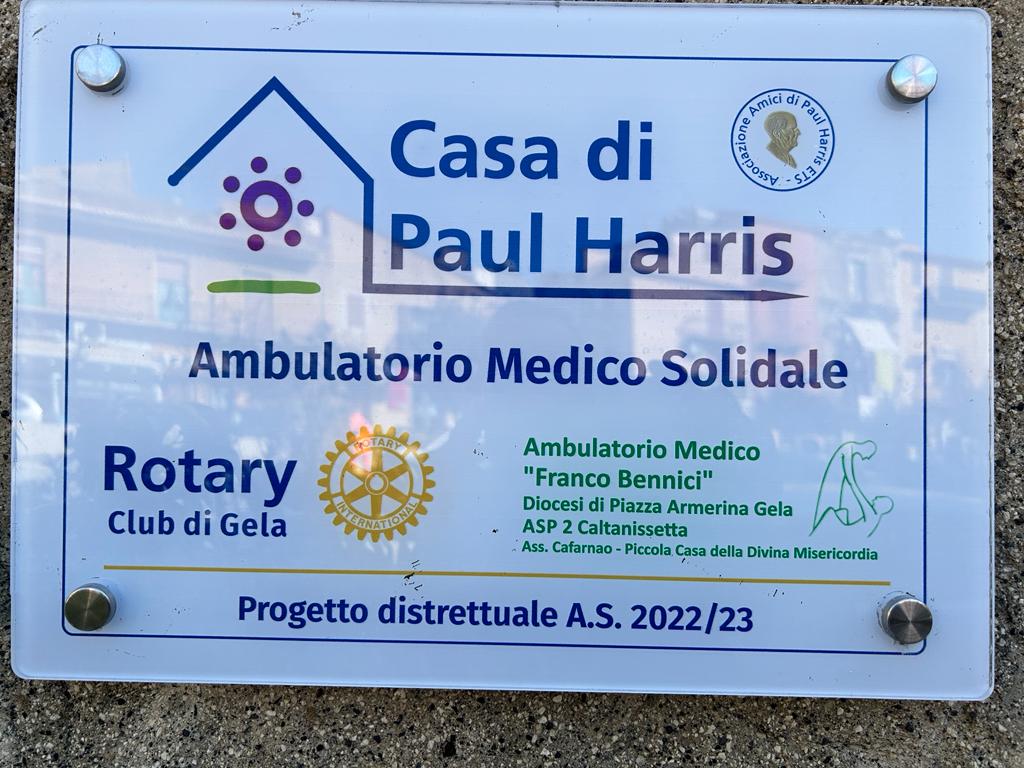 Casa di
Paul Harris
Associazione Amici di Paul Harris ETS -
Ambulatorio Medico Solidale
Rotary
Club di Gela
ROTARY
INTERNATIONAL
Ambulatorio Medico
"Franco Bennici"
Diocesi di Piazza Armerina Gela
ASP 2 Caltanissetta
Ass. Cafarnao - Piccola Casa della Divina Misericordia
Progetto distrettuale A.S. 2022/23